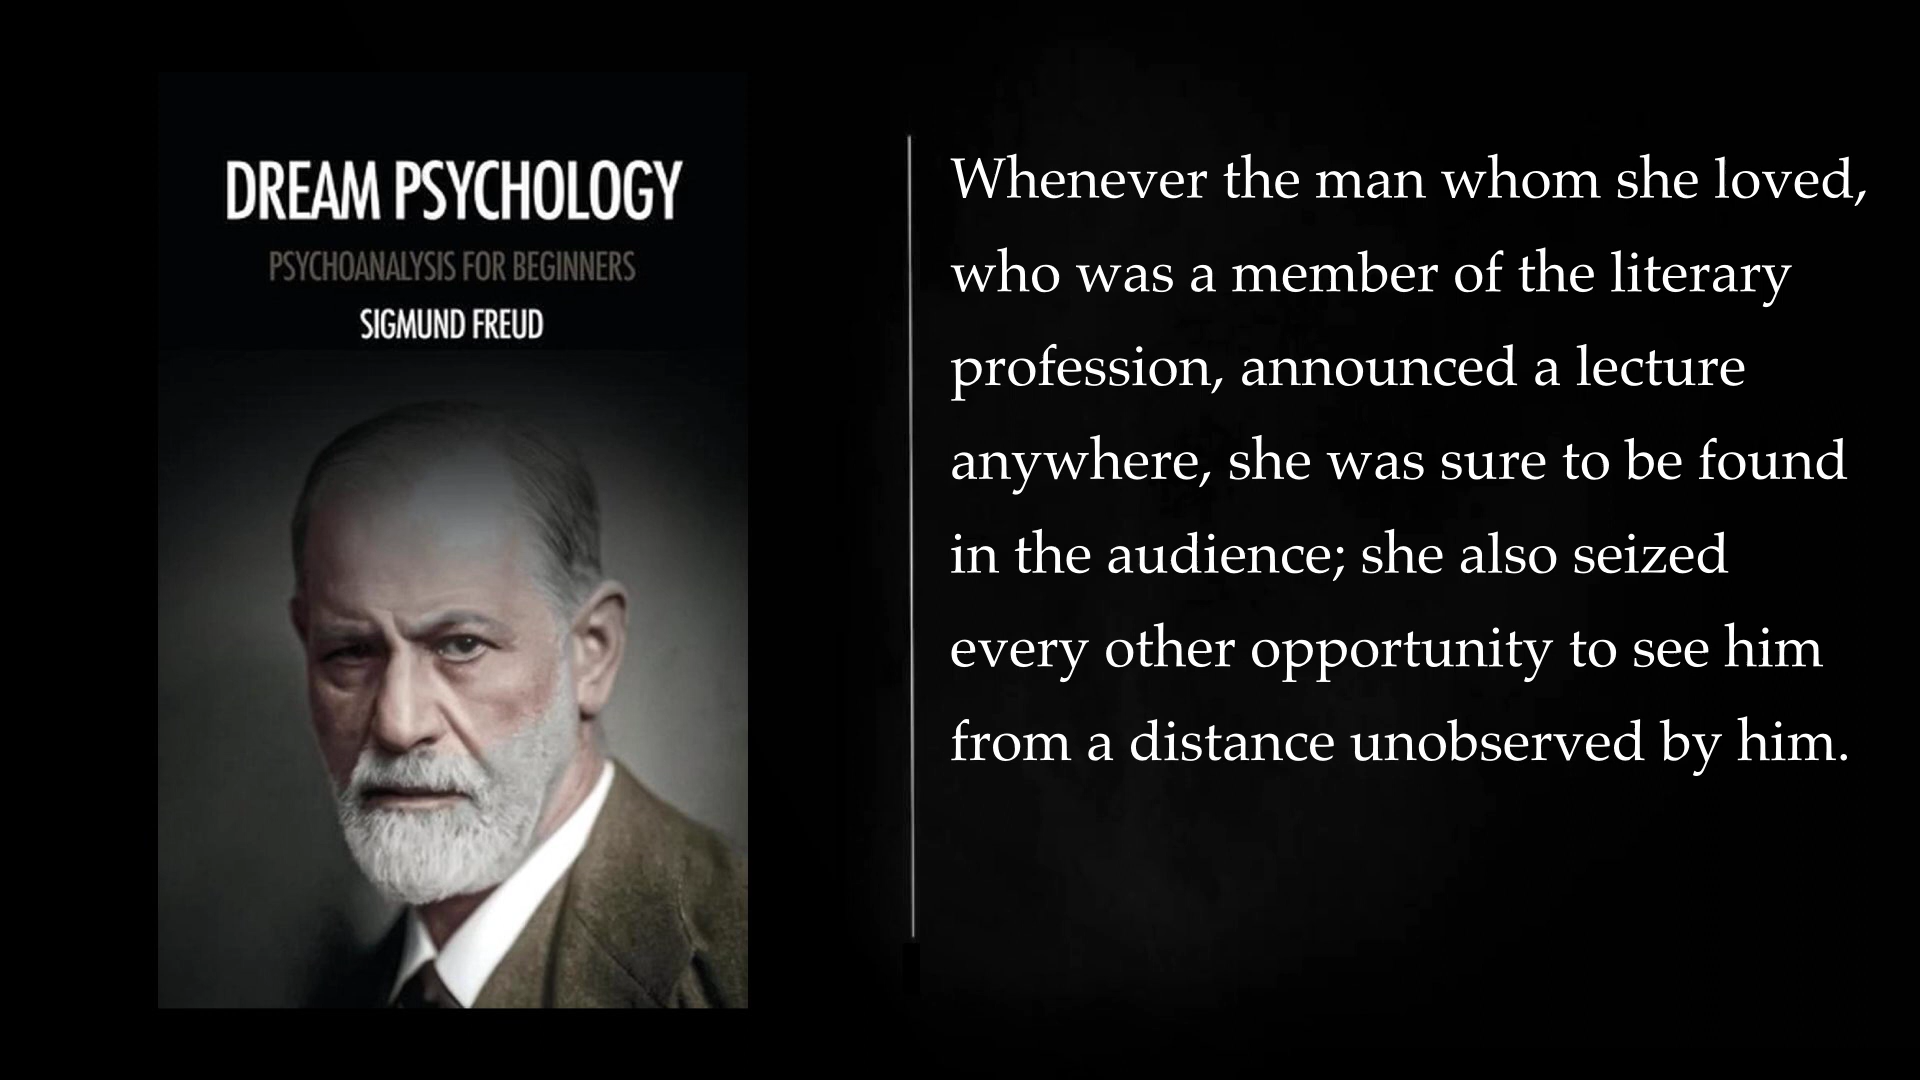 DREAM PSYCHOLOGY
PSYCHOANALYSIS FOR BEGINNERS
SIGMUND FREUD
Whenever the man whom she loved,
who was a member of the literary
profession, announced a lecture
anywhere, she was sure to be found
in the audience; she also seized
every other opportunity to see him
from a distance unobserved by him.